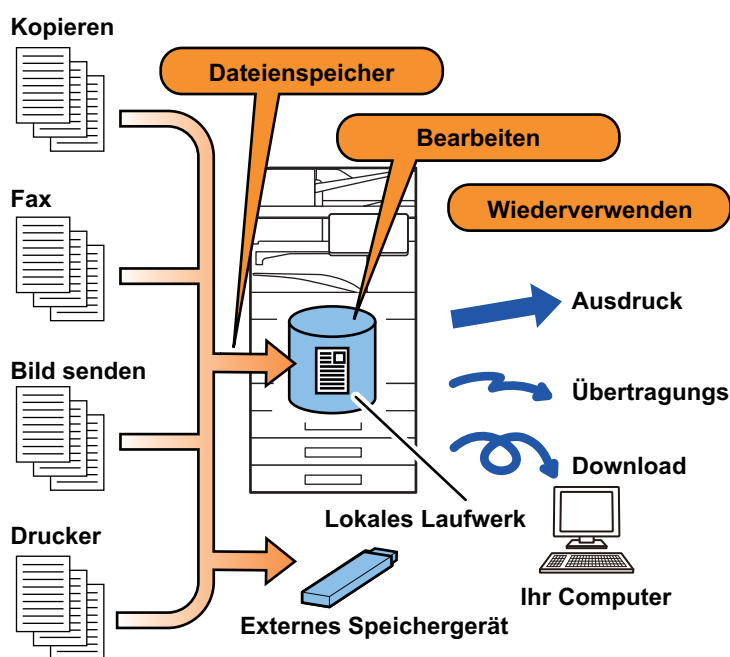 Kopieren
Dateienspeicher
Bearbeiten
Fax
Wiederverwenden
Ausdruck
Bild senden
Übertragungs
Download
Lokales Laufwerk
Drucker
Ihr Computer
Externes Speichergerät